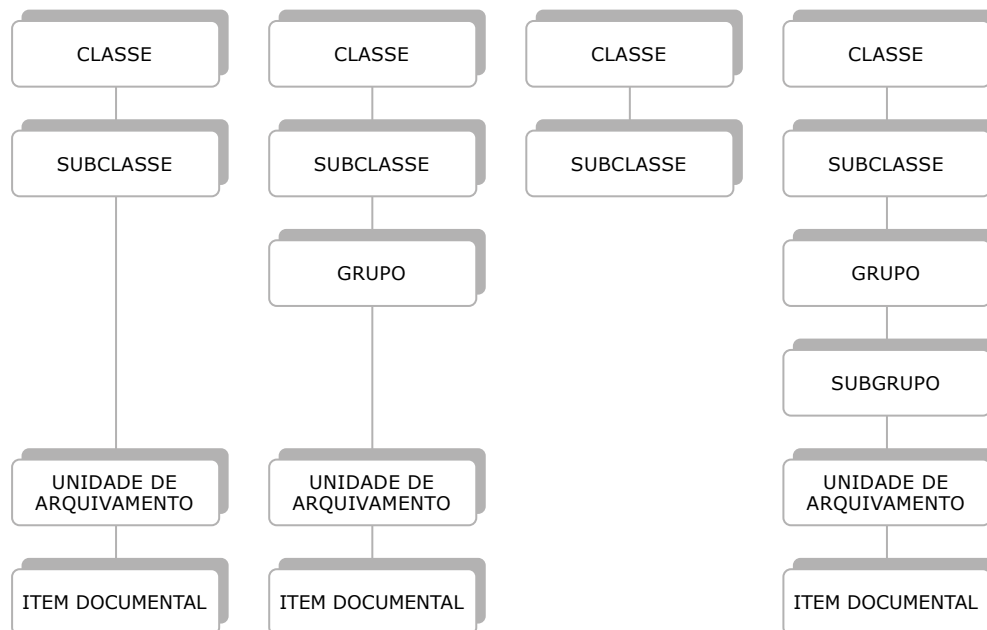 CLASSE
CLASSE
CLASSE
CLASSE
SUBCLASSE
SUBCLASSE
SUBCLASSE
SUBCLASSE
GRUPO
GRUPO
SUBGRUPO
UNIDADE DE
ARQUIVAMENTO
UNIDADE DE
ARQUIVAMENTO
UNIDADE DE
ARQUIVAMENTO
ITEM DOCUMENTAL
ITEM DOCUMENTAL
ITEM DOCUMENTAL